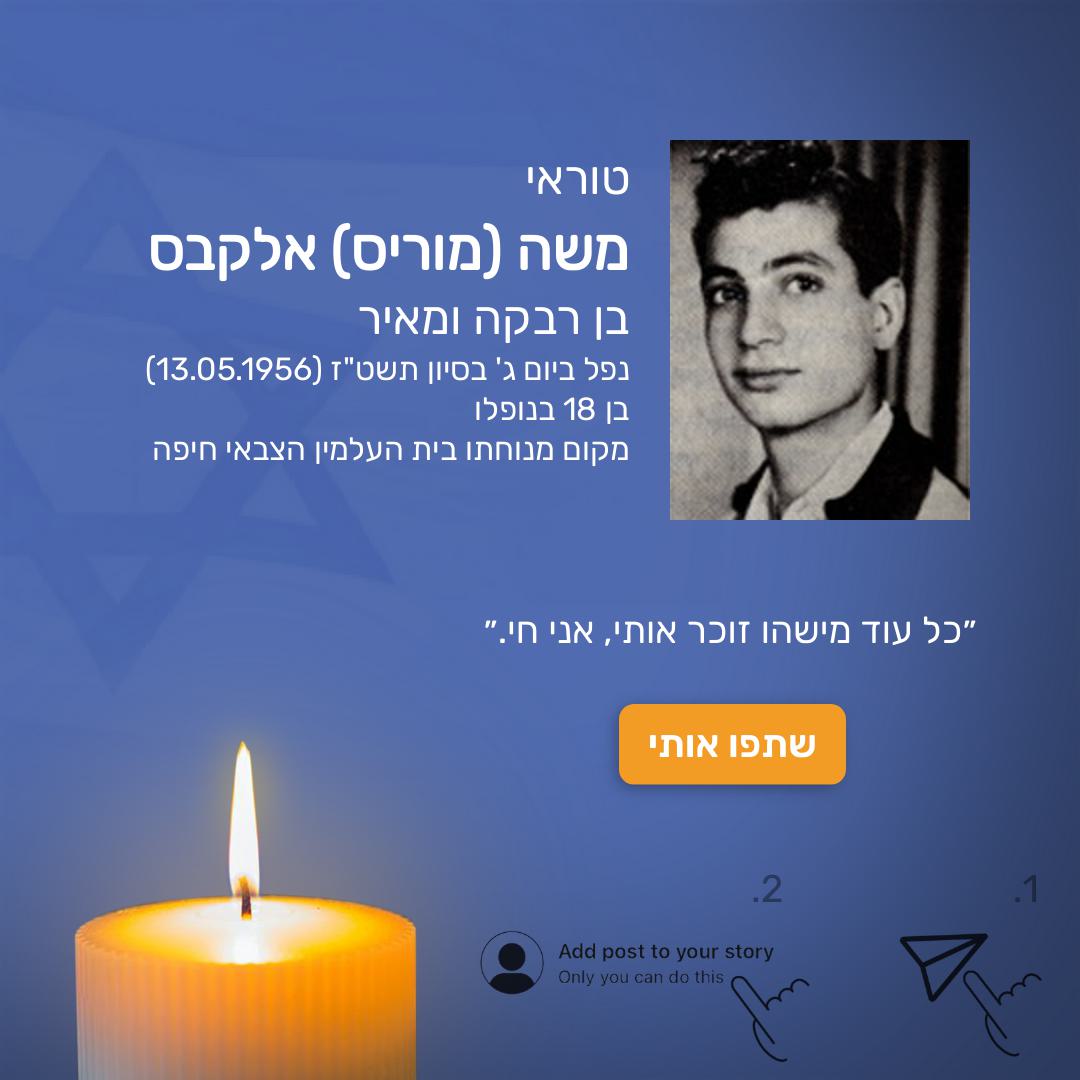 טוראי
משה (מוריס) אלקבס
בן רבקה ומאיר
נפל ביום ג' בסיון תשט"ז (13.05.1956)
בן 18 בנופלו
מקום מנוחתו בית העלמין הצבאי חיפה
״כל עוד מישהו זוכר אותי, אני חי.״
שתפו אותי
1.
2.
Add post to your story
Only you can do this